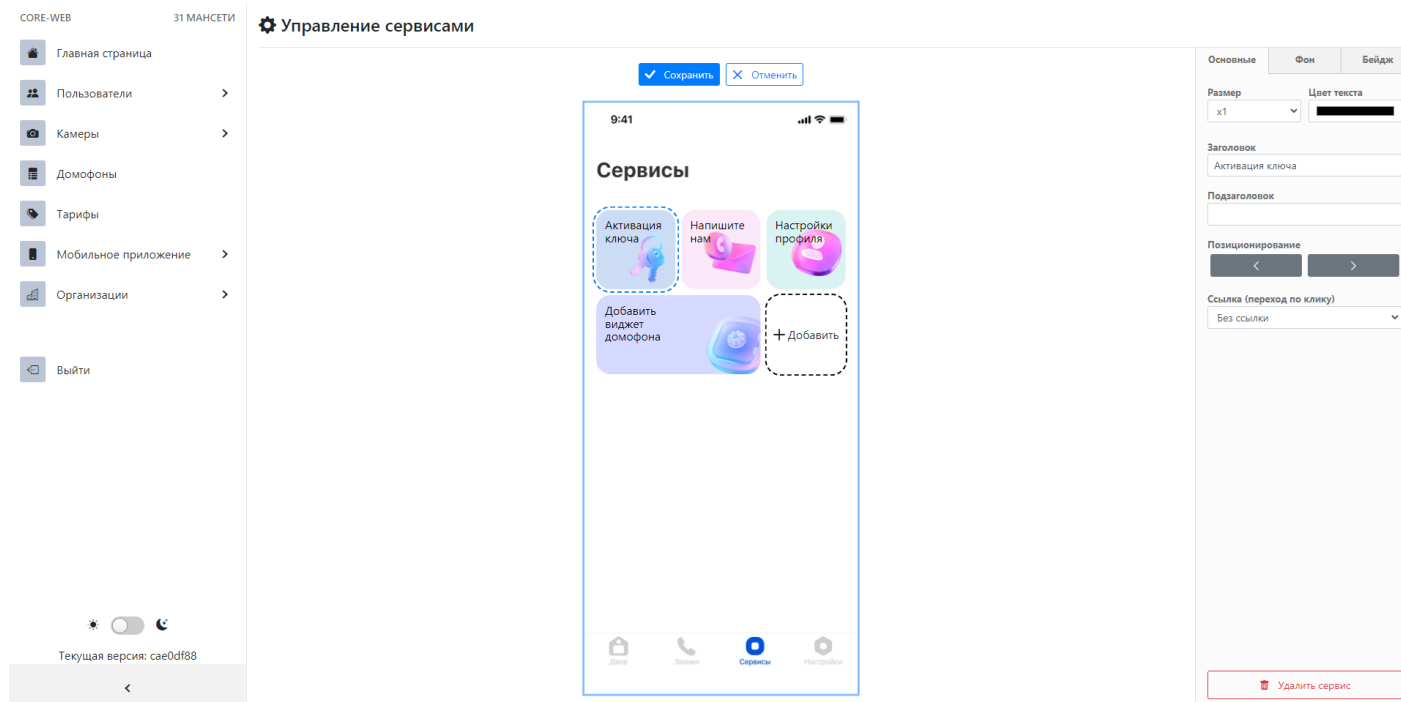 CORE-WEB 31 МАНСЕТИ
Главная страница
Пользователи
Камеры
Домофоны
Тарифы
Мобильное приложение
Организации
Выйти
Текущая версия: cae0df88
Управление сервисами
Сохранить Отменить
9:41
Сервисы
Активация
ключа
Напишите
нам
Настройки
профиля
Добавить
виджет
домофона
Добавить
Двор Звонки Сервисы Настройки
Основные Фон Бейдж
Размер Цвет текста
x1
Заголовок
Активация ключа
Подзаголовок
Позиционирование
Ссылка (переход по клику)
Без ссылки
Удалить сервис